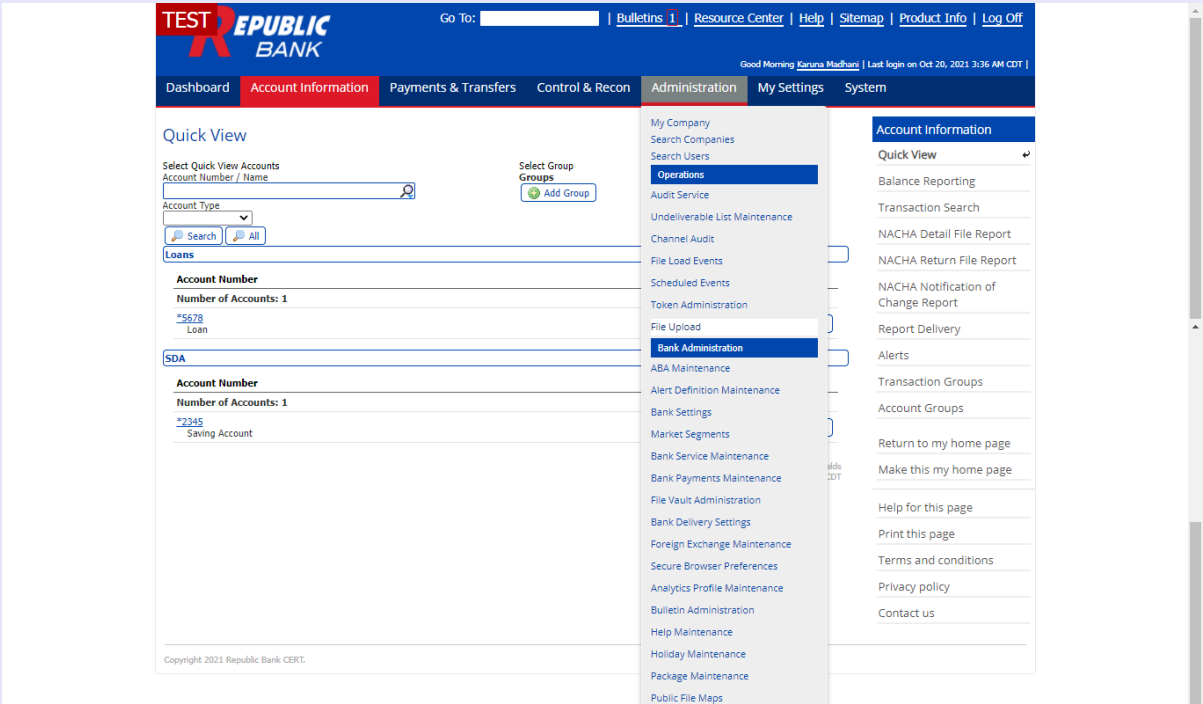 TEST
REPUBLIC
BANK
Go To: | Bulletins 1 | Resource Center | Help | Sitemap | Product Info | Log Off
Good Morning Karuna Madhani | Last login on Oct 20, 2021 3:36 AM CDT |
Dashboard Account Information Payments & Transfers Control & Recon Administration My Settings System
Quick View
Select Quick View Accounts
Account Number / Name
Account Type
Search All
Select Group
Groups
Add Group
Loans
Account Number
Number of Accounts: 1
*5678
Loan
SDA
Account Number
Number of Accounts: 1
*2345
Saving Account
CDT
My Company
Search Companies
Search Users
Operations
Audit Service
Undeliverable List Maintenance
Channel Audit
File Load Events
Scheduled Events
Token Administration
File Upload
Bank Administration
ABA Maintenance
Alert Definition Maintenance
Bank Settings
Market Segments
Bank Service Maintenance
Bank Payments Maintenance
File Vault Administration
Bank Delivery Settings
Foreign Exchange Maintenance
Secure Browser Preferences
Analytics Profile Maintenance
Bulletin Administration
Help Maintenance
Holiday Maintenance
Package Maintenance
Public File Maps
Account Information
Quick View
Balance Reporting
Transaction Search
NACHA Detail File Report
NACHA Return File Report
NACHA Notification of
Change Report
Report Delivery
Alerts
Transaction Groups
Account Groups
Return to my home page
Make this my home page
Help for this page
Print this page
Terms and conditions
Privacy policy
Contact us
Copyright 2021 Republic Bank CERT.